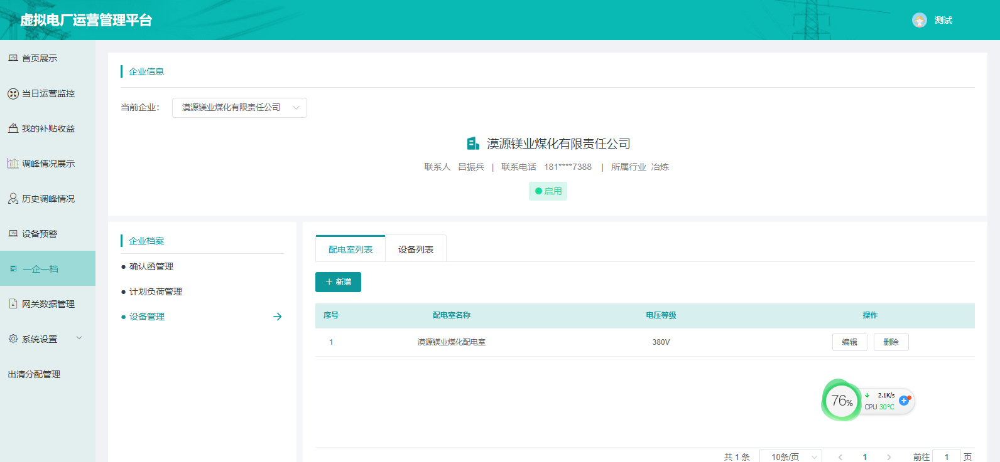 虚拟电厂运营管理平台
测试
首页展示
当日运营监控
我的补贴收益
调峰情况展示
历史调峰情况
设备预警
一企一档
网关数据管理
系统设置
出清分配管理
企业信息
当前企业：
漠源镁业煤化有限责任公司
漠源镁业煤化有限责任公司
联系人 吕振兵 | 联系电话 181****7388 | 所属行业 冶炼
启用
企业档案
确认函管理
计划负荷管理
设备管理
配电室列表 设备列表
+ 新增
序号 配电室名称 电压等级 操作
1 漠源镁业煤化配电室 380V 编辑 删除
76%
2.1K/s
CPU 30℃
共 1 条 10条/页 1 前往 1 页